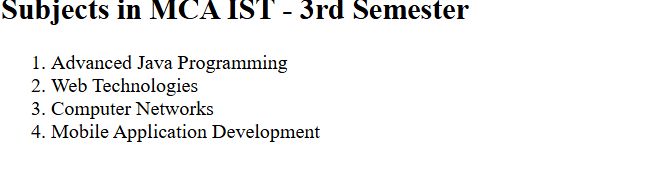 Subjects in MCA IST - 3rd Semester
1. Advanced Java Programming
2. Web Technologies
3. Computer Networks
4. Mobile Application Development